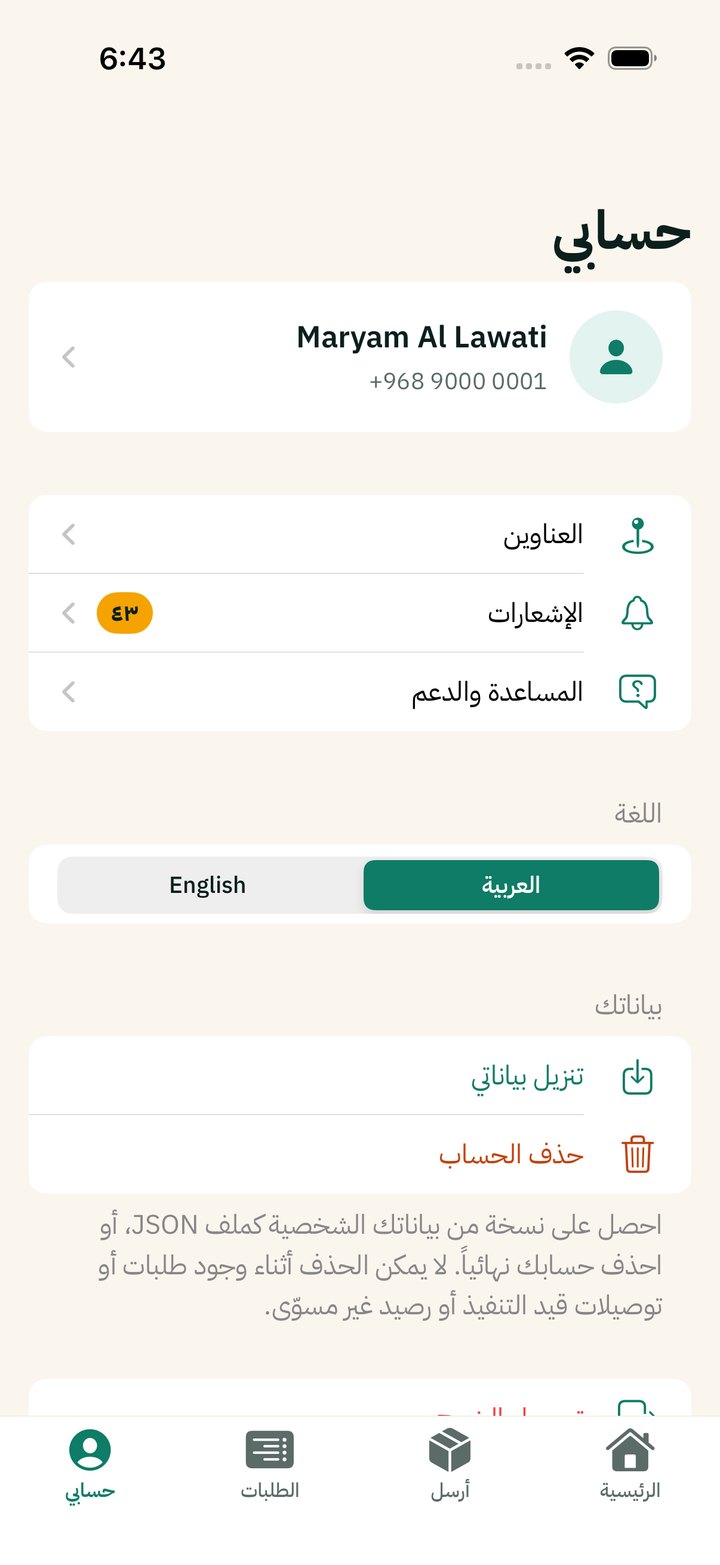 6:43
حسابي
Maryam Al Lawati
+968 9000 0001
العناوين
الإشعارات
٤٣
المساعدة والدعم
اللغة
العربية
English
بياناتك
تنزيل بياناتي
حذف الحساب
احصل على نسخة من بياناتك الشخصية كملف JSON، أو
احذف حسابك نهائياً. لا يمكن الحذف أثناء وجود طلبات أو
توصيلات قيد التنفيذ أو رصيد غير مسوّى.
الرئيسية
أرسل
الطلبات
حسابي